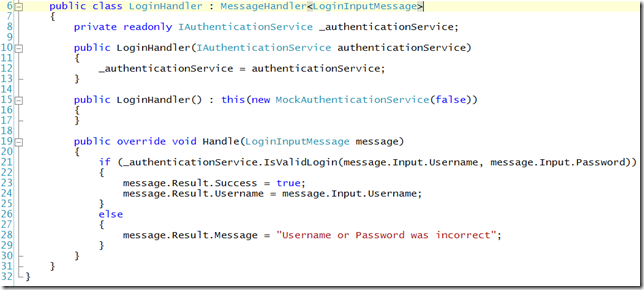 6 public class LoginHandler : MessageHandler<LoginInputMessage>
7 {
8 private readonly IAuthenticationService _authenticationService;
9
10 public LoginHandler(IAuthenticationService authenticationService)
11 {
12 _authenticationService = authenticationService;
13 }
14
15 public LoginHandler() : this(new MockAuthenticationService(false))
16 {
17 }
18
19 public override void Handle(LoginInputMessage message)
20 {
21 if (_authenticationService.IsValidLogin(message.Input.Username, message.Input.Password))
22 {
23 message.Result.Success = true;
24 message.Result.Username = message.Input.Username;
25 }
26 else
27 {
28 message.Result.Message = "Username or Password was incorrect";
29 }
30 }
31 }
32 }